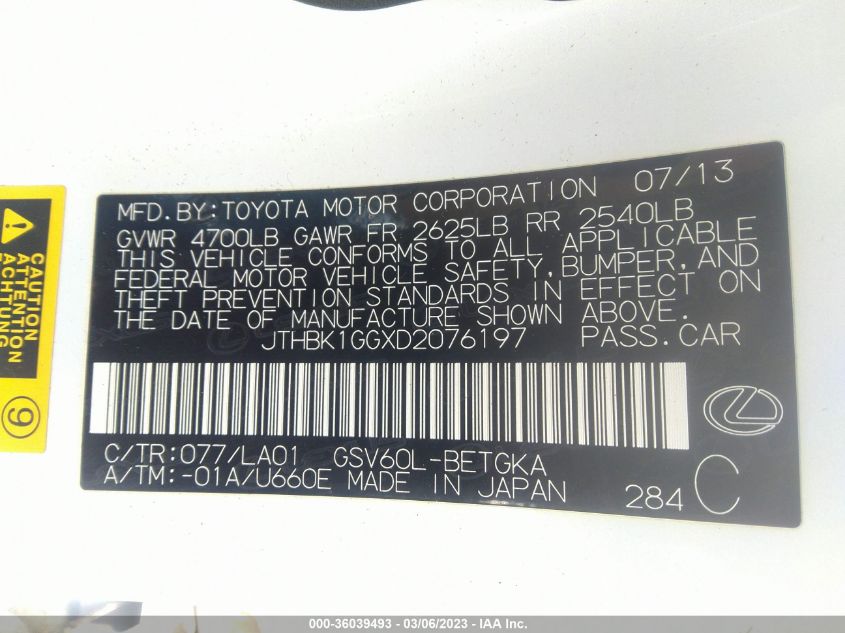 MFD.BY:TOYOTA MOTOR CORPORATION 07/13
GVWR 4700LB GAWR FR 2625LB RR 2540LB
THIS VEHICLE CONFORMS TO ALL APPLICABLE
FEDERAL MOTOR VEHICLE SAFETY,BUMPER,AND
THEFT PREVENTION STANDARDS IN EFFECT ON
THE DATE OF MANUFACTURE SHOWN ABOVE.
JTHBK1GGXD2076197 PASS.CAR
C/TR:077/LA01 GSV60L-BETGKA
A/TM:-01A/U660E MADE IN JAPAN
284 C
CAUTION
ATTENTION
ACHTUNG
9
000-36039493 - 03/06/2023 - IAA Inc.